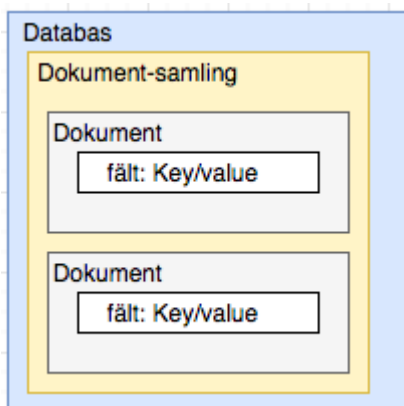 Databas
Dokument-samling
Dokument
fält: Key/value
Dokument
fält: Key/value